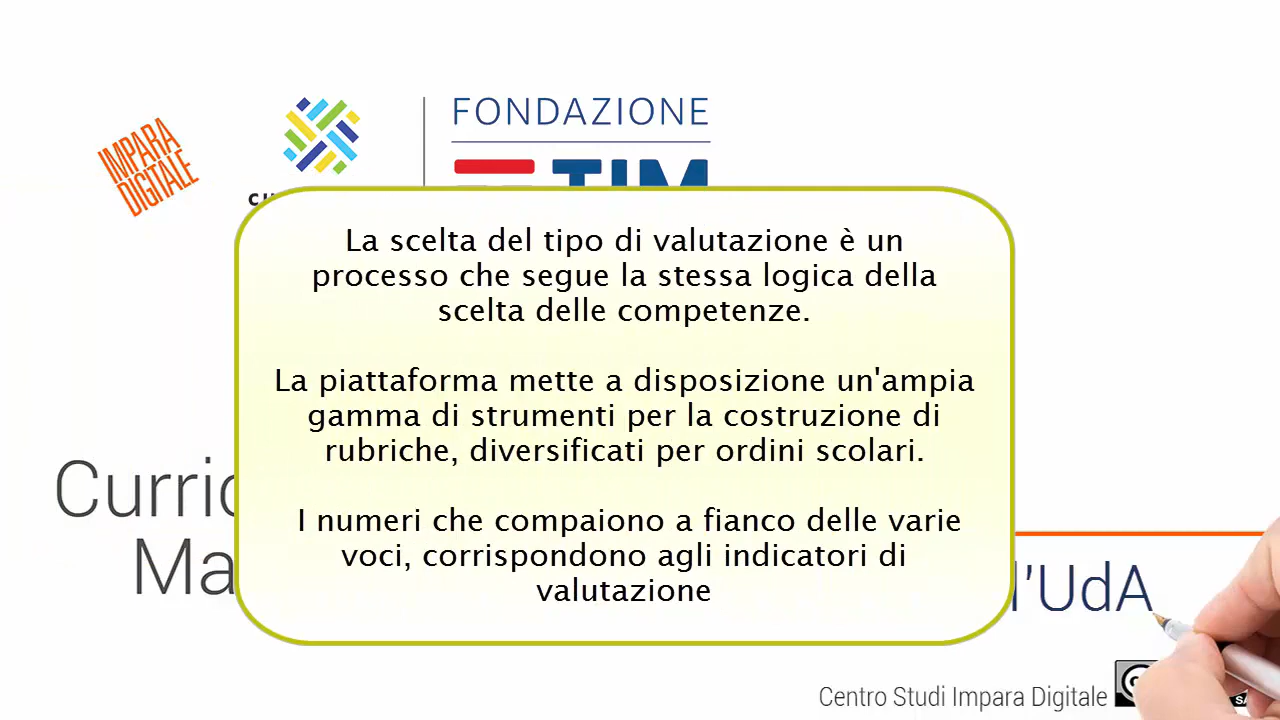 IMPARA
DIGITALE
FONDAZIONE
TIM
La scelta del tipo di valutazione è un
processo che segue la stessa logica della
scelta delle competenze.
La piattaforma mette a disposizione un'ampia
gamma di strumenti per la costruzione di
rubriche, diversificati per ordini scolari.
I numeri che compaiono a fianco delle varie
voci, corrispondono agli indicatori di
valutazione
l'UdA
Centro Studi Impara Digitale